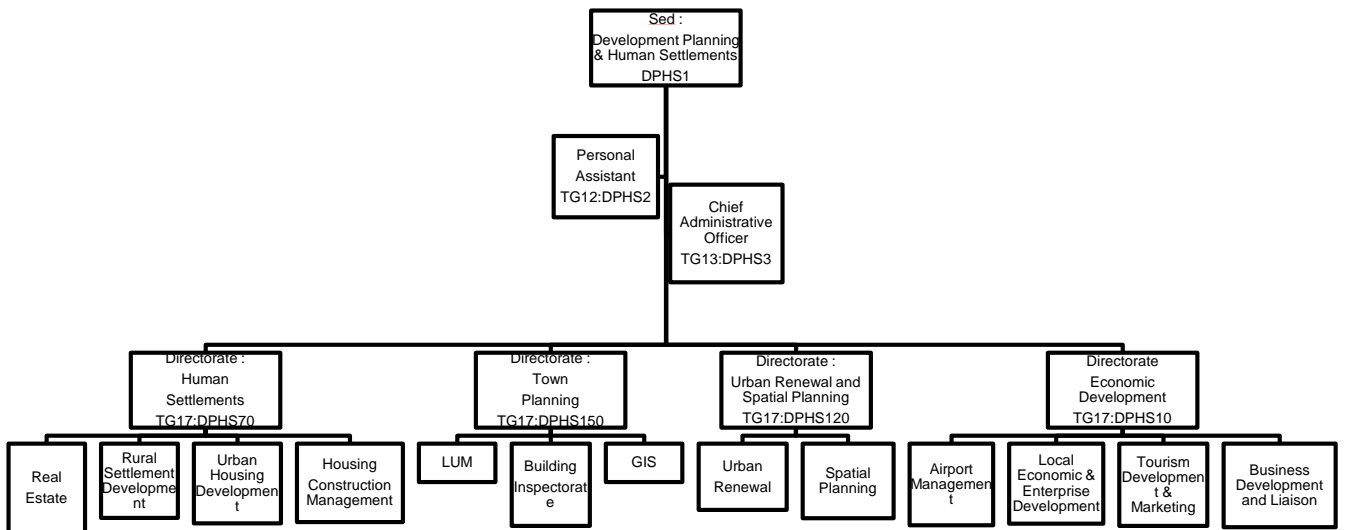 Sed :
Development Planning
& Human Settlements
DPHS1
Personal
Assistant
TG12:DPHS2
Chief
Administrative
Officer
TG13:DPHS3
Directorate :
Human
Settlements
TG17:DPHS70
Directorate :
Town
Planning
TG17:DPHS150
Directorate :
Urban Renewal and
Spatial Planning
TG17:DPHS120
Directorate
Economic
Development
TG17:DPHS10
Real
Estate
Rural
Settlement
Developme
nt
Urban
Housing
Developmen
t
Housing
Construction
Management
LUM
Building
Inspectorat
e
GIS
Urban
Renewal
Spatial
Planning
Airport
Managemen
t
Local
Economic &
Enterprise
Development
Tourism
Developmen
t &
Marketing
Business
Development
and Liaison